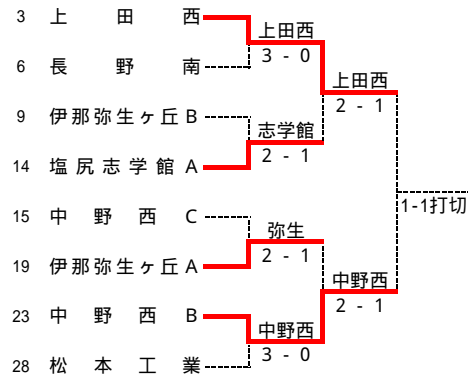 3 上田西
6 長野南
9 伊那弥生ヶ丘B
14 塩尻志学館A
15 中野西C
19 伊那弥生ヶ丘A
23 中野西B
28 松本工業
上田西
3 - 0
志学館
2 - 1
弥生
2 - 1
中野西
3 - 0
上田西
2 - 1
中野西
2 - 1
1-1打切